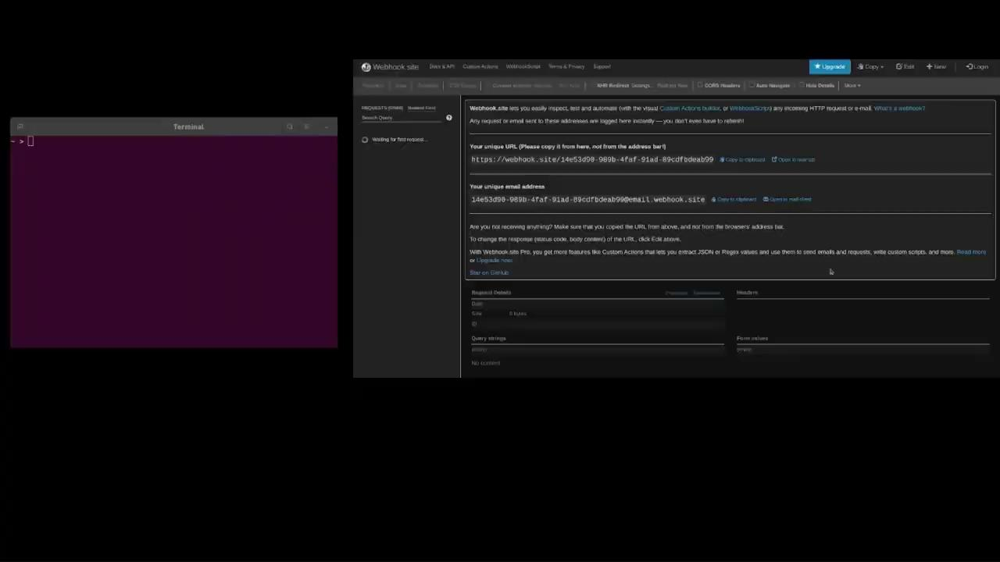 Terminal
~ >
Webhook.site Docs & API Custom Actions WebhookScript Terms & Privacy Support Upgrade Copy Edit New Login
XHR Redirect Settings... Redirect Now CORS Headers Auto Navigate Hide Details More
REQUESTS Newest First
Search Query
Waiting for first request...
Webhook.site lets you easily inspect, test and automate (with the visual Custom Actions builder, or WebhookScript) any incoming HTTP request or e-mail. What's a webhook?
Any request or email sent to these addresses are logged here instantly — you don't even have to refresh!
Your unique URL (Please copy it from here, not from the address bar!)
https://webhook.site/14e53d90-989b-4faf-91ad-89cdfbdeab99 Copy to clipboard Open in new tab
Your unique email address
14e53d90-989b-4faf-91ad-89cdfbdeab99@email.webhook.site Copy to clipboard Open in mail client
Are you not receiving anything? Make sure that you copied the URL from above, and not from the browsers' address bar.
To change the response (status code, body content) of the URL, click Edit above.
With Webhook.site Pro, you get more features like Custom Actions that lets you extract JSON or Regex values and use them to send emails and requests, write custom scripts, and more. Read more
or Upgrade now.
Star on GitHub
Request Details Headers
Date
Size 0 bytes
ID
Query strings Form values
No content